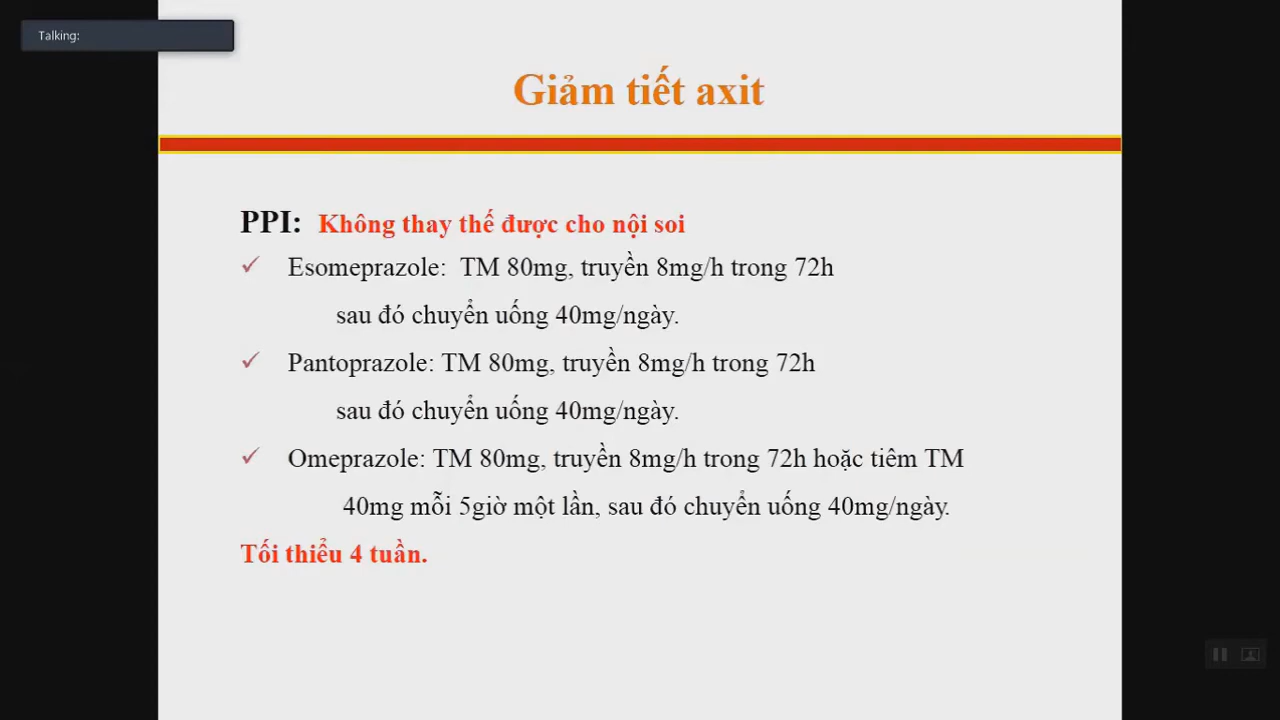 Talking:
Giảm tiết axit
PPI: Không thay thế được cho nội soi
Esomeprazole: TM 80mg, truyền 8mg/h trong 72h
sau đó chuyển uống 40mg/ngày.
Pantoprazole: TM 80mg, truyền 8mg/h trong 72h
sau đó chuyển uống 40mg/ngày.
Omeprazole: TM 80mg, truyền 8mg/h trong 72h hoặc tiêm TM
40mg mỗi 5giờ một lần, sau đó chuyển uống 40mg/ngày.
Tối thiểu 4 tuần.